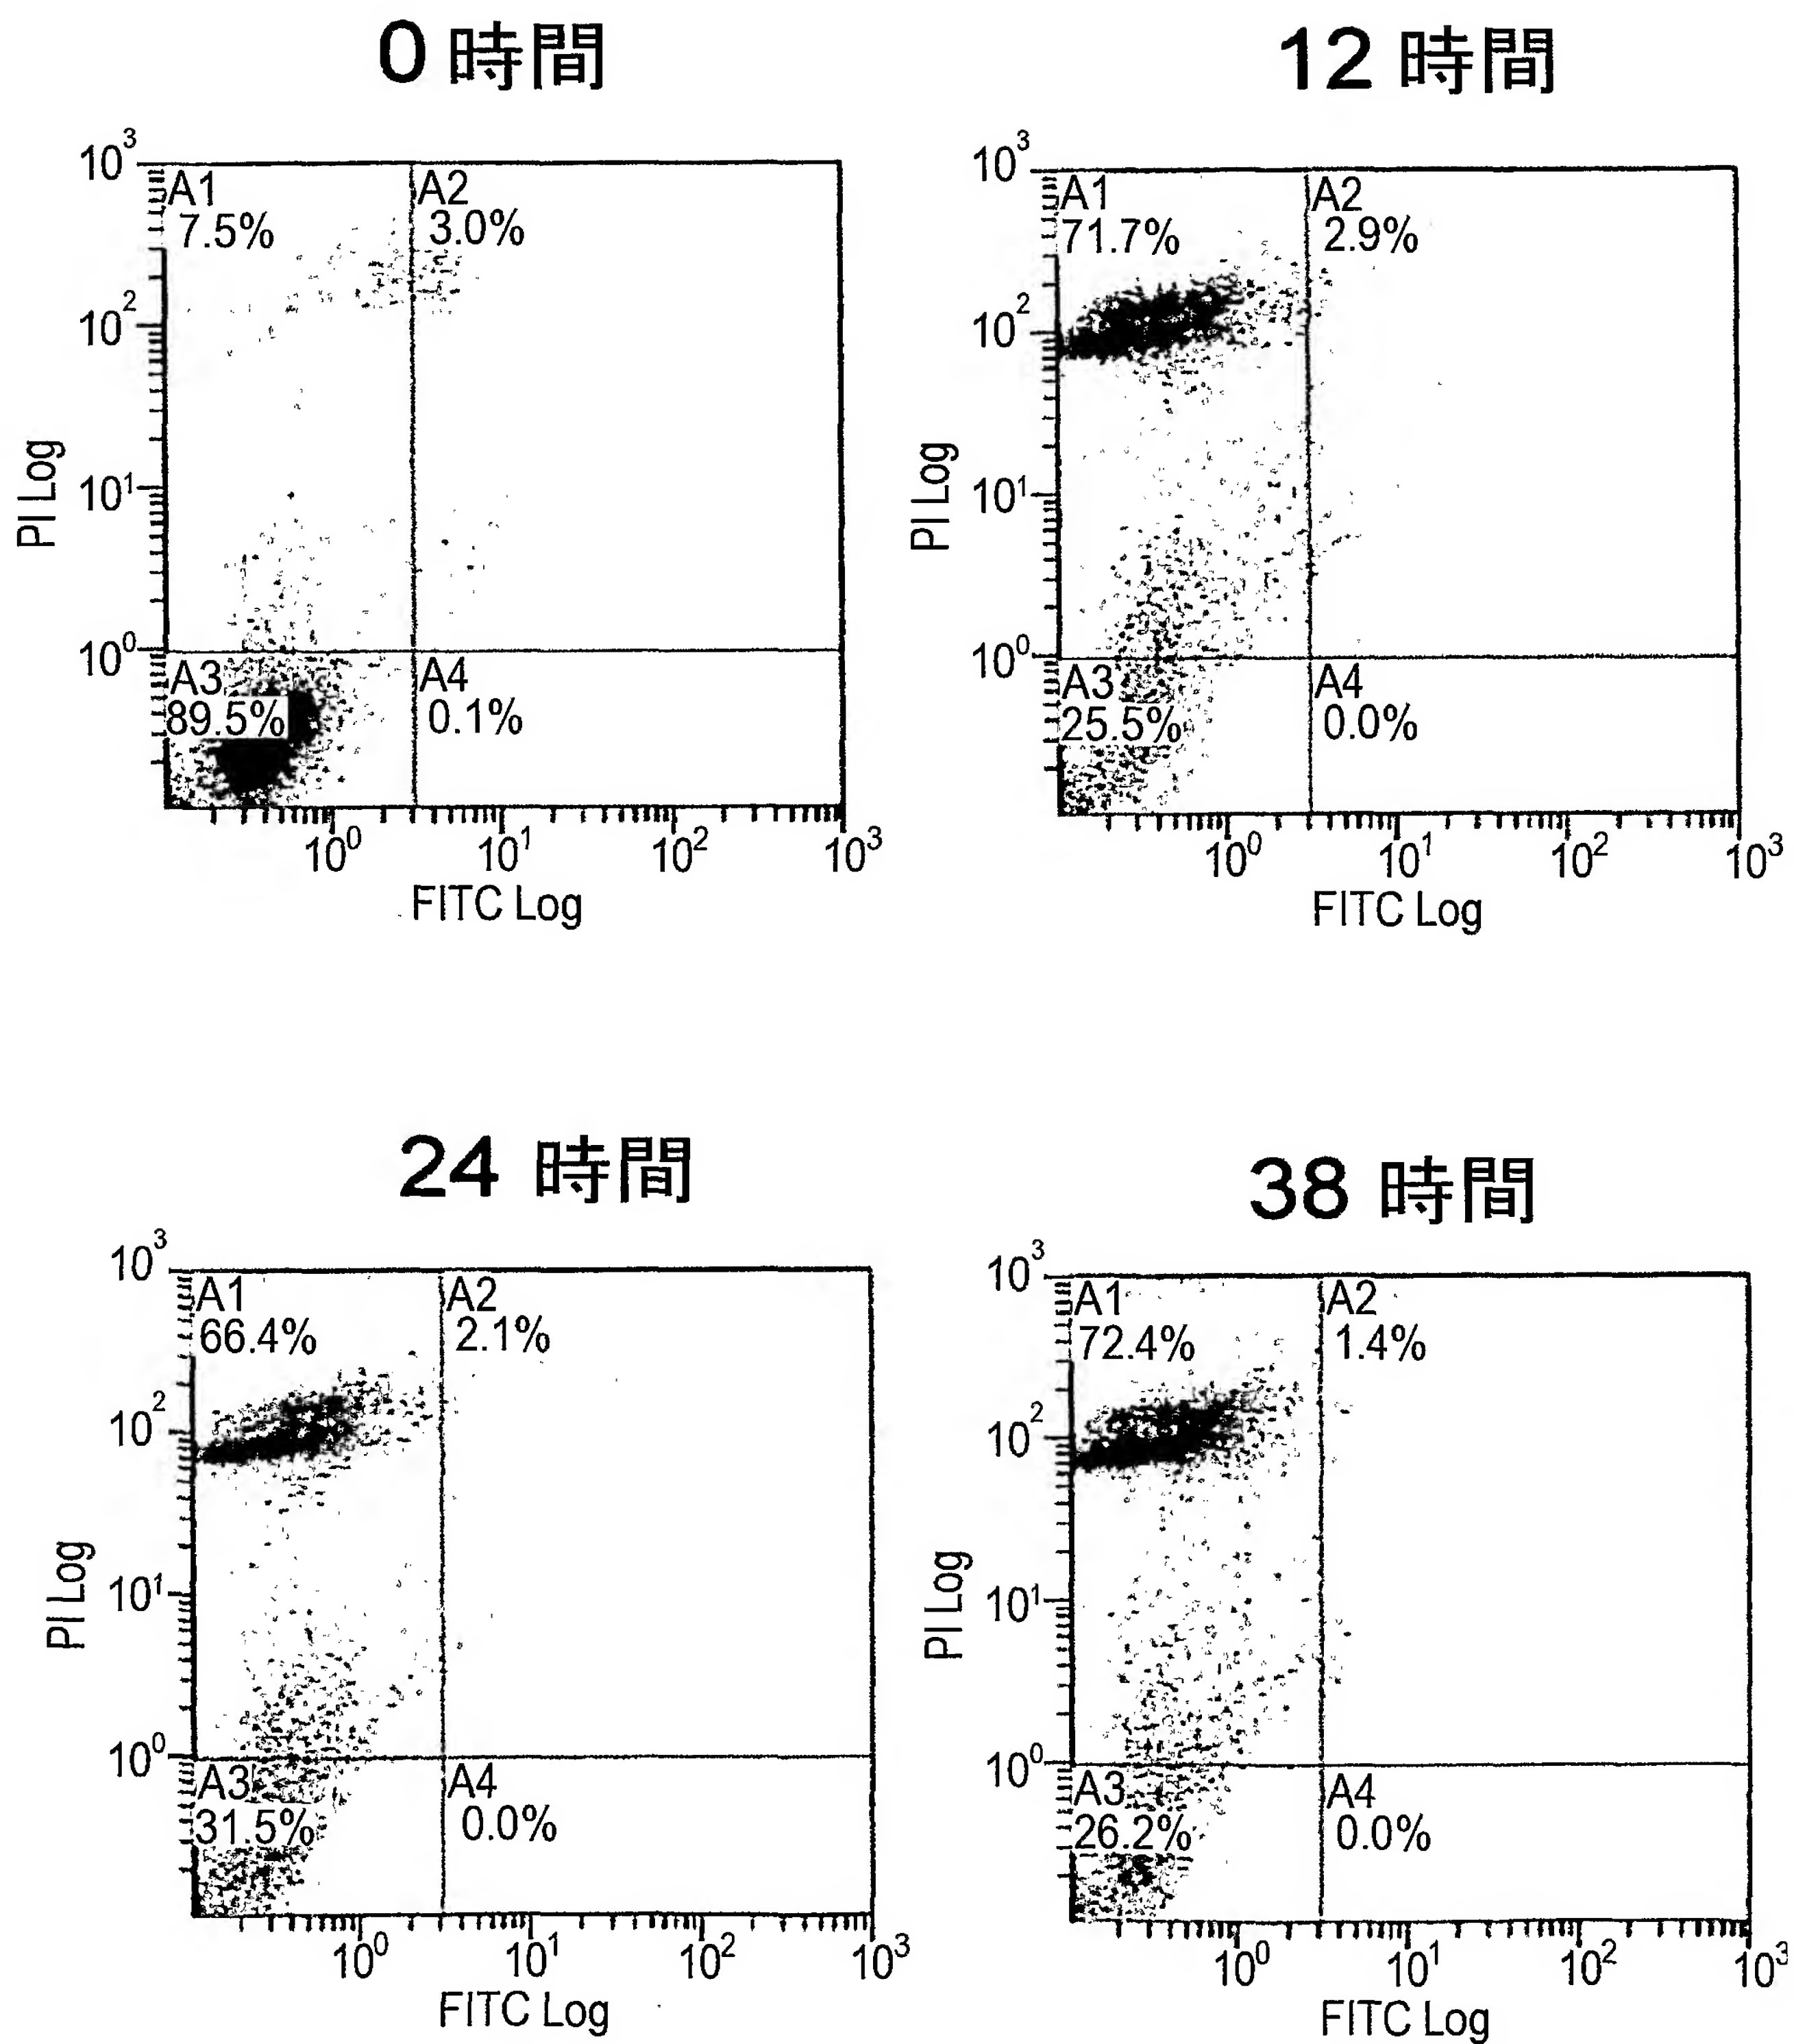 0 時間
10³
A1
7.5%
A2
3.0%
10²
10¹
10⁰
PI Log
A3
89.5%
A4
0.1%
10⁰ 10¹ 10² 10³
FITC Log
12 時間
10³
A1
71.7%
A2
2.9%
10²
10¹
10⁰
PI Log
A3
25.5%
A4
0.0%
10⁰ 10¹ 10² 10³
FITC Log
24 時間
10³
A1
66.4%
A2
2.1%
10²
10¹
10⁰
PI Log
A3
31.5%
A4
0.0%
10⁰ 10¹ 10² 10³
FITC Log
38 時間
10³
A1
72.4%
A2
1.4%
10²
10¹
10⁰
PI Log
A3
26.2%
A4
0.0%
10⁰ 10¹ 10² 10³
FITC Log